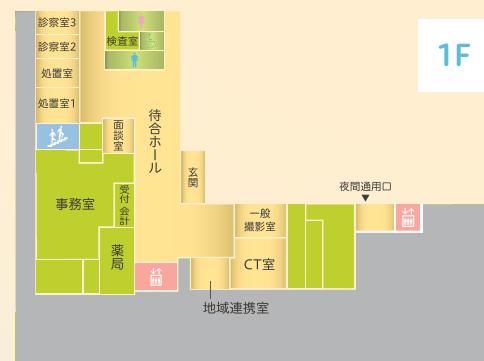 診察室3
診察室2
処置室
処置室1
検査室
1F
面談室
待合ホール
玄関
受付
会計
事務室
薬局
夜間通用口
▼
一般
撮影室
CT室
地域連携室